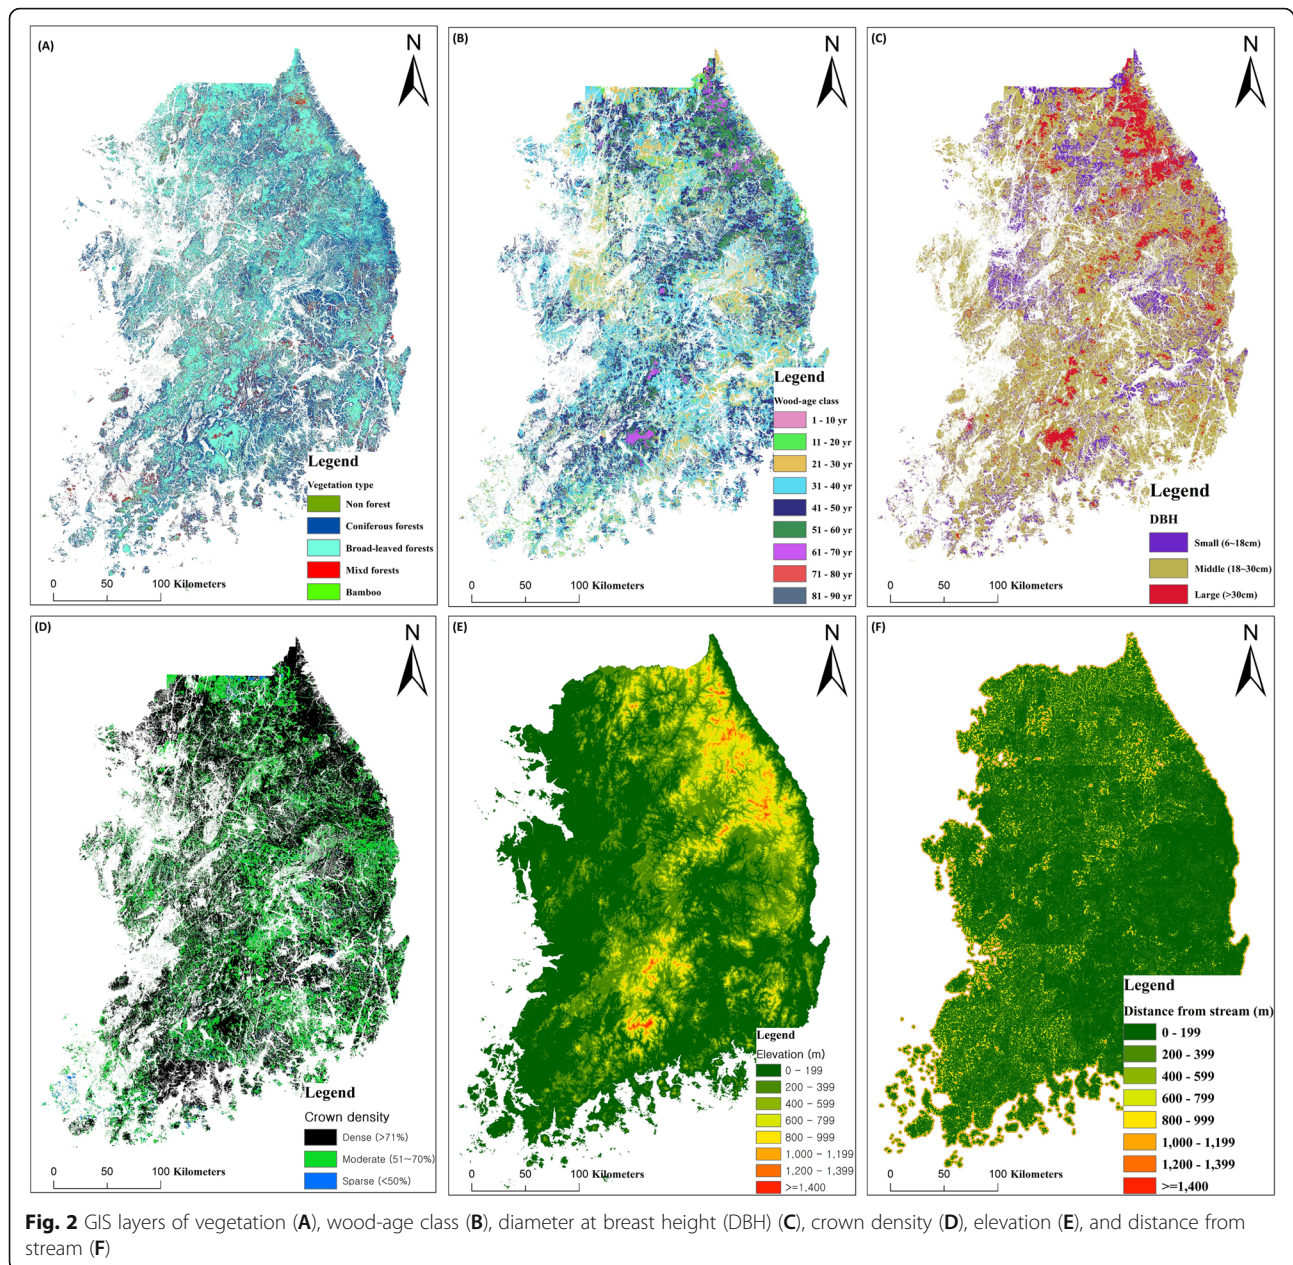 (A)
N
Legend
Vegetation type
Non forest
Coniferous forests
Broad-leaved forests
Mixd forests
Bamboo
0 50 100 Kilometers
(B)
N
Legend
Wood-age class
1 - 10 yr
11 - 20 yr
21 - 30 yr
31 - 40 yr
41 - 50 yr
51 - 60 yr
61 - 70 yr
71 - 80 yr
81 - 90 yr
0 50 100 Kilometers
(C)
N
Legend
DBH
Small (6~18cm)
Middle (18~30cm)
Large (>30cm)
0 50 100 Kilometers
(D)
N
Legend
Crown density
Dense (>71%)
Moderate (51~70%)
Sparse (<50%)
0 50 100 Kilometers
(E)
N
Legend
Elevation (m)
0 - 199
200 - 399
400 - 599
600 - 799
800 - 999
1,000 - 1,199
1,200 - 1,399
>=1,400
0 50 100 Kilometers
(F)
N
Legend
Distance from stream (m)
0 - 199
200 - 399
400 - 599
600 - 799
800 - 999
1,000 - 1,199
1,200 - 1,399
>=1,400
0 50 100 Kilometers
Fig. 2 GIS layers of vegetation (A), wood-age class (B), diameter at breast height (DBH) (C), crown density (D), elevation (E), and distance from
stream (F)